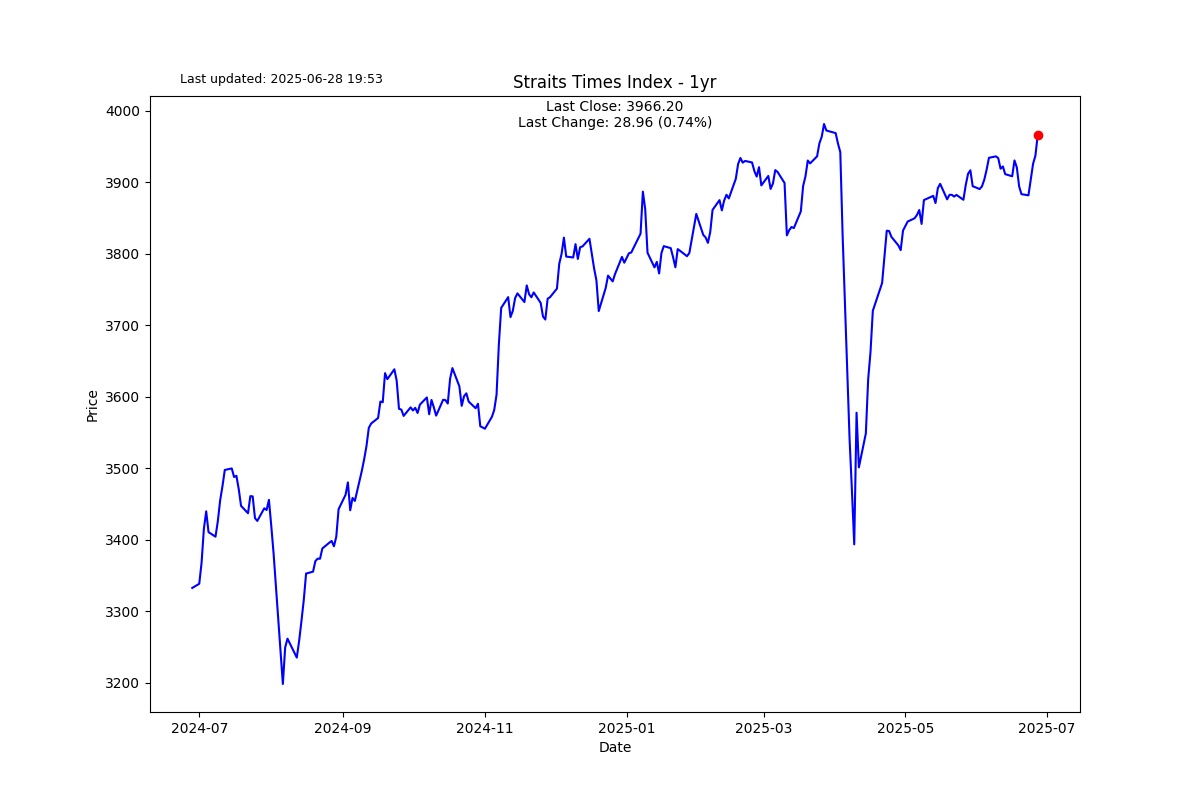 Last updated: 2025-06-28 19:53
Straits Times Index - 1yr
Last Close: 3966.20
Last Change: 28.96 (0.74%)
4000
3900
3800
3700
3600
3500
3400
3300
3200
Price
2024-07 2024-09 2024-11 2025-01 2025-03 2025-05 2025-07
Date